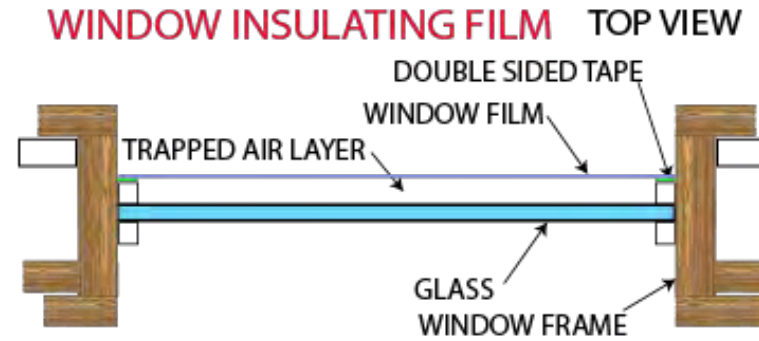 WINDOW INSULATING FILM TOP VIEW
DOUBLE SIDED TAPE
WINDOW FILM
TRAPPED AIR LAYER
GLASS
WINDOW FRAME